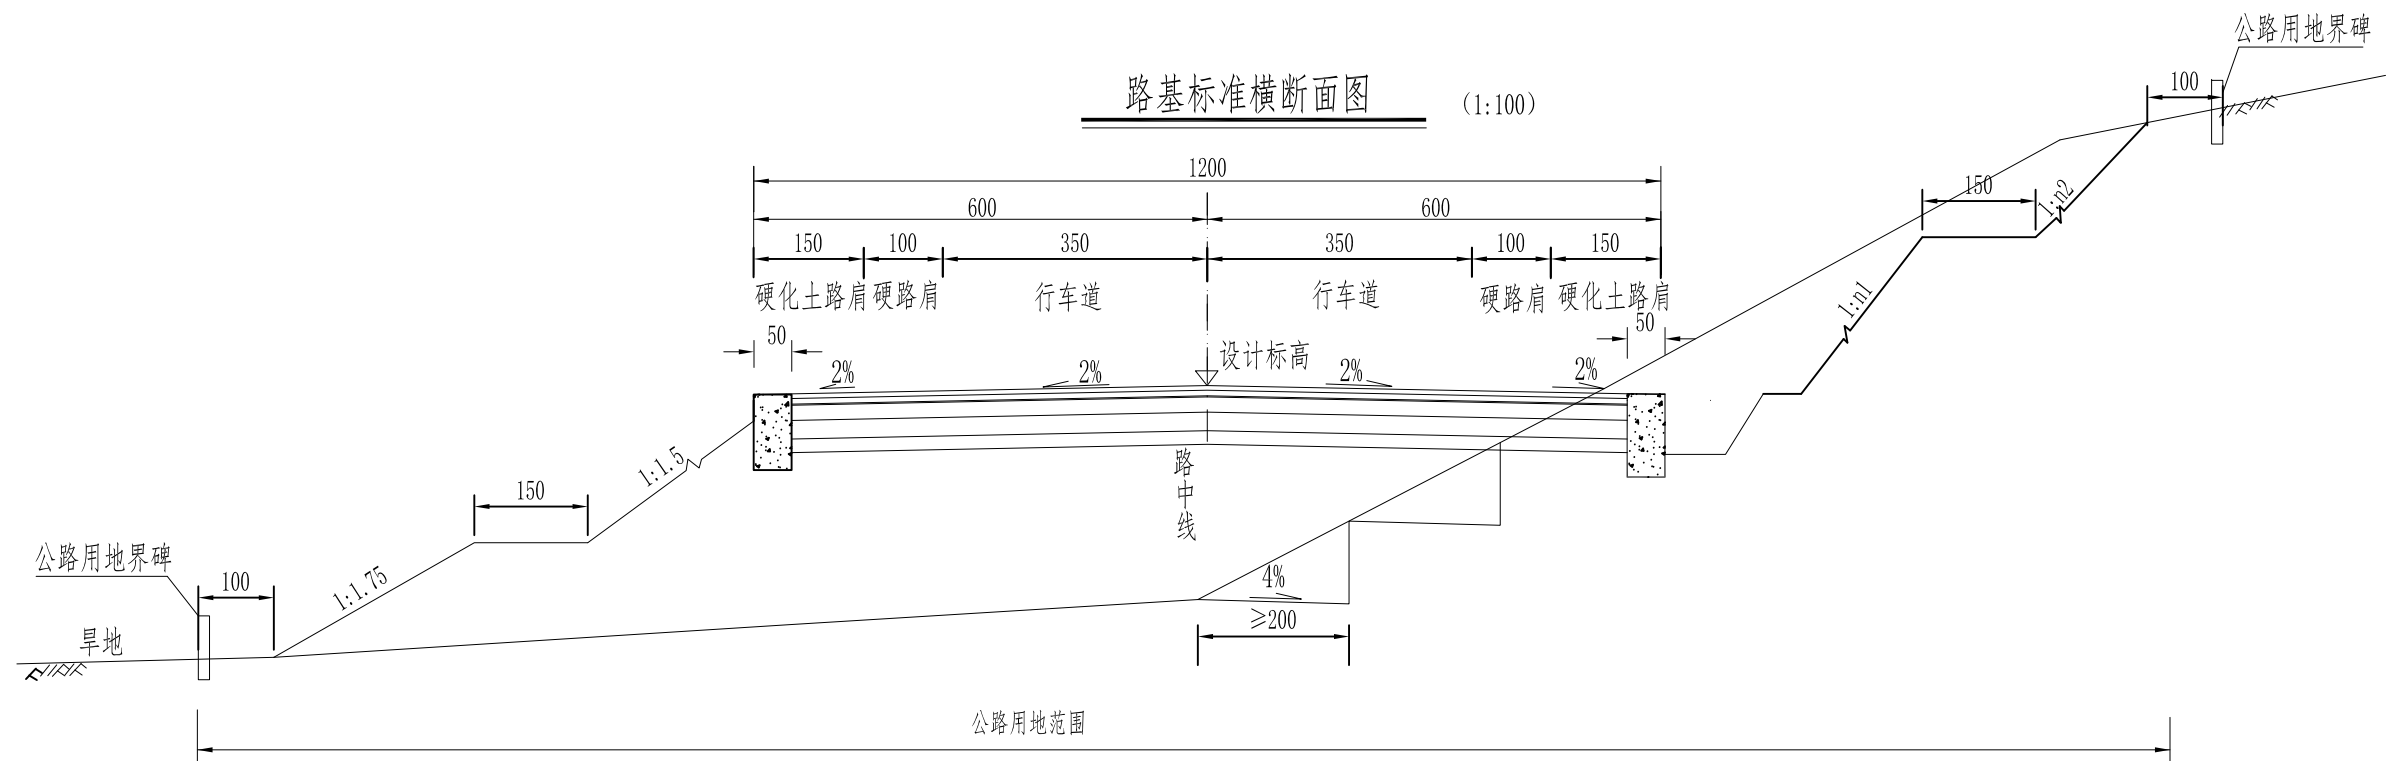 公路用地界碑
路基标准横断面图 (1:100)
100
1200
150
600 600
1:n2
150 100 350 350 100 150
硬化土路肩 硬路肩 行车道 行车道 硬路肩 硬化土路肩
1:n1
50 50
设计标高
2% 2% 2% 2%
1:1.5
路中线
150
公路用地界碑
100
1:1.75
4%
≥200
旱地
公路用地范围